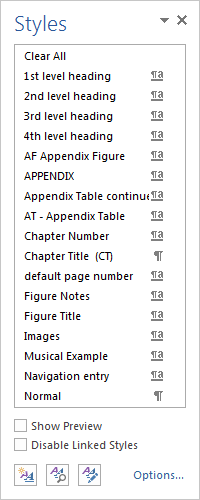 Styles
Clear All
1st level heading ¶a
2nd level heading ¶a
3rd level heading ¶a
4th level heading ¶a
AF Appendix Figure ¶a
APPENDIX ¶a
Appendix Table continue ¶a
AT - Appendix Table ¶a
Chapter Number ¶a
Chapter Title (CT) ¶
default page number ¶a
Figure Notes ¶a
Figure Title ¶a
Images ¶a
Musical Example ¶a
Navigation entry ¶a
Normal ¶
Show Preview
Disable Linked Styles
Options...